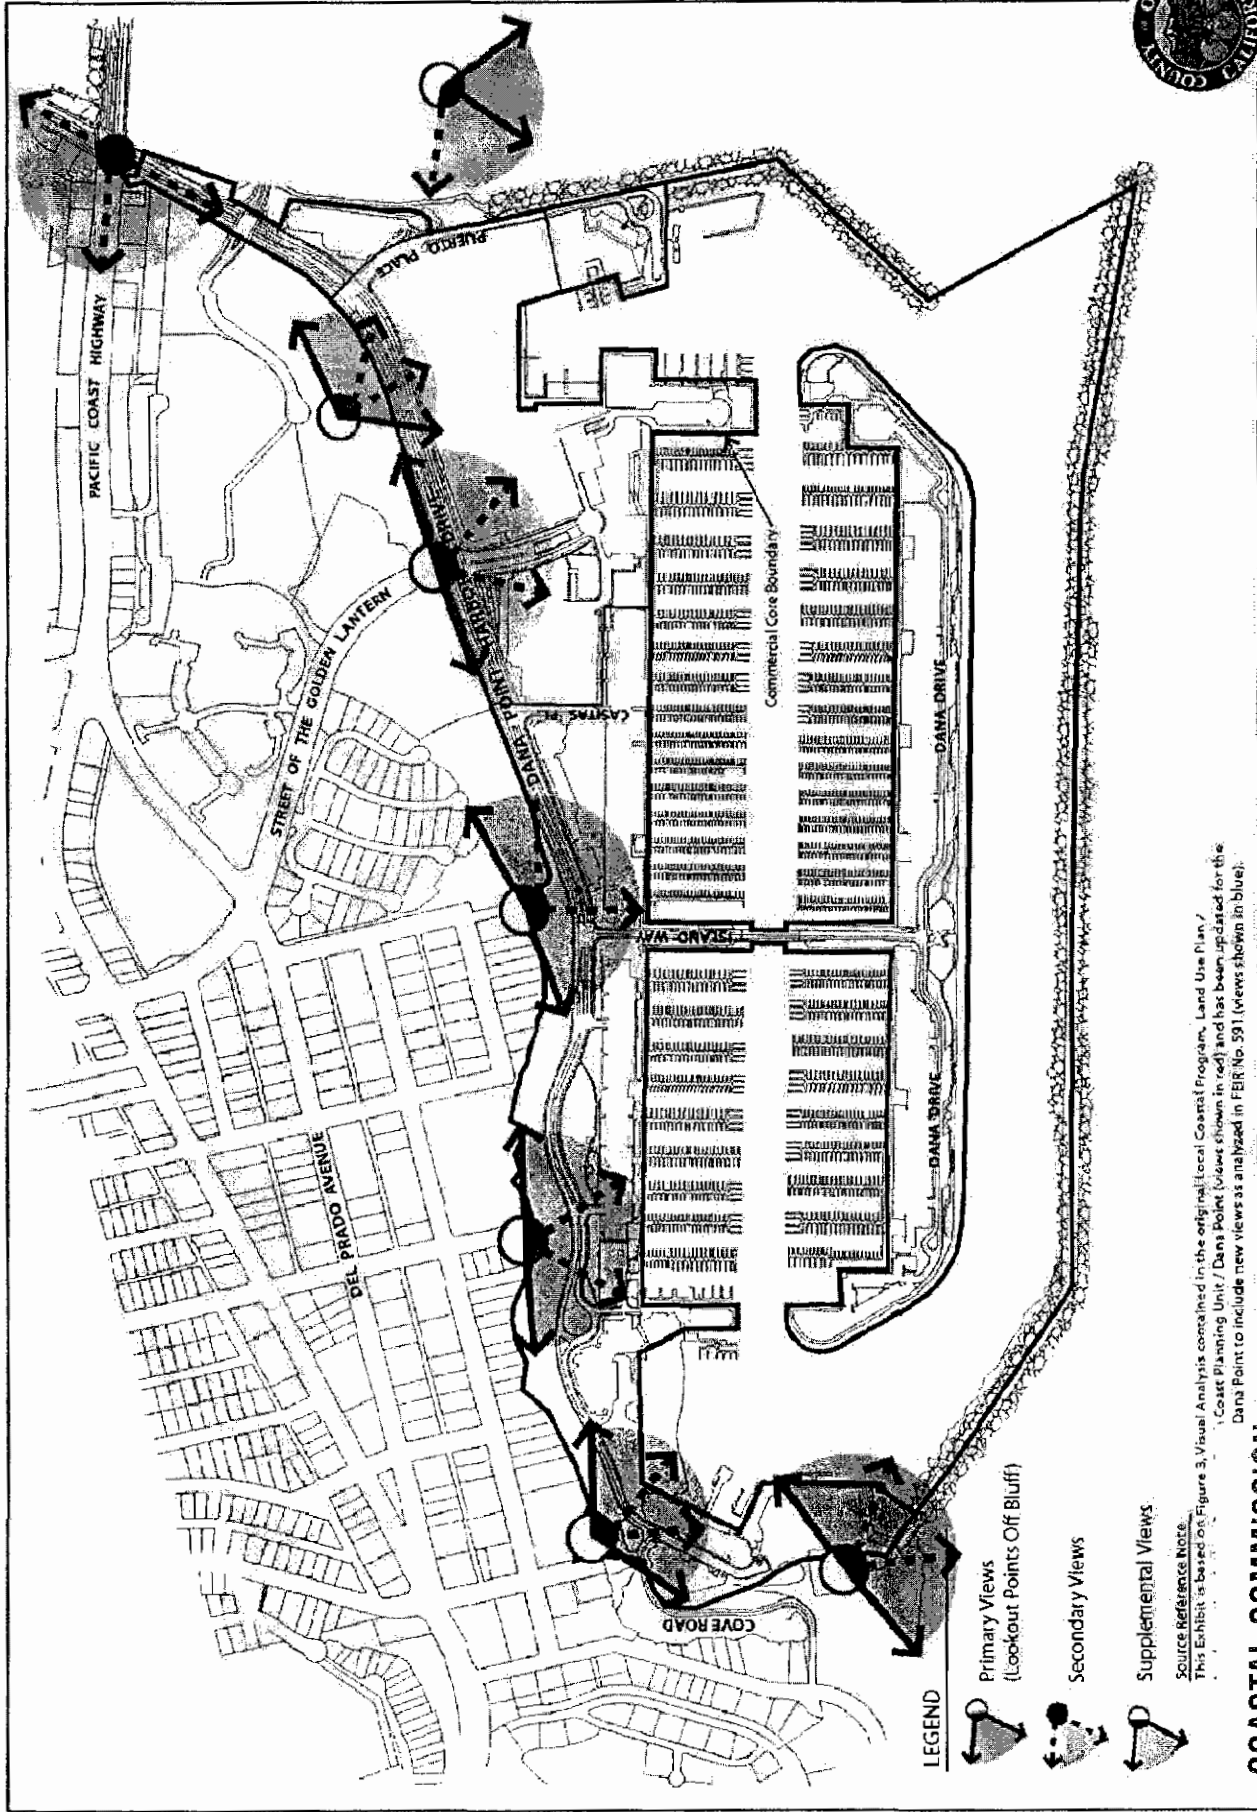 PACIFIC COAST HIGHWAY
PUERTO PLACE
STREET OF THE GOLDEN LANTERN
DANA POINT HARBOR DRIVE
CASITAS PL
Commercial Core Boundary
DANA DRIVE
ISLAND WAY
DANA DRIVE
DEL PRADO AVENUE
COVE ROAD
LEGEND
Primary Views
(Lookout Points Off Bluff)
Secondary Views
Supplemental Views
Source Reference Note
This Exhibit is based on Figure 3, Visual Analysis contained in the original Local Coastal Program, Land Use Plan /
Coast Planning Unit / Dana Point (views shown in red) and has been updated for the
Dana Point to include new views as analyzed in FEIR No. 591 (views shown in blue).
COASTAL COMMISSION
COUNTY